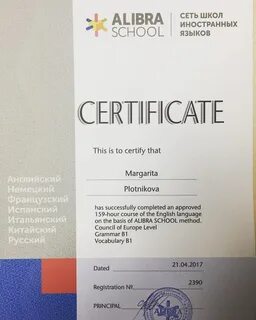 ALIBRA
SCHOOL
СЕТЬ ШКОЛ
ИНОСТРАННЫХ
ЯЗЫКОВ
CERTIFICATE
This is to certify that
Margarita
Plotnikova
has successfully completed an approved
159-hour course of the English language
on the basis of ALIBRA SCHOOL method.
Council of Europe Level
Grammar B1
Vocabulary B1
Английский
Немецкий
Французский
Испанский
Итальянский
Китайский
Русский
Dated 21.04.2017
Registration № 2390
PRINCIPAL